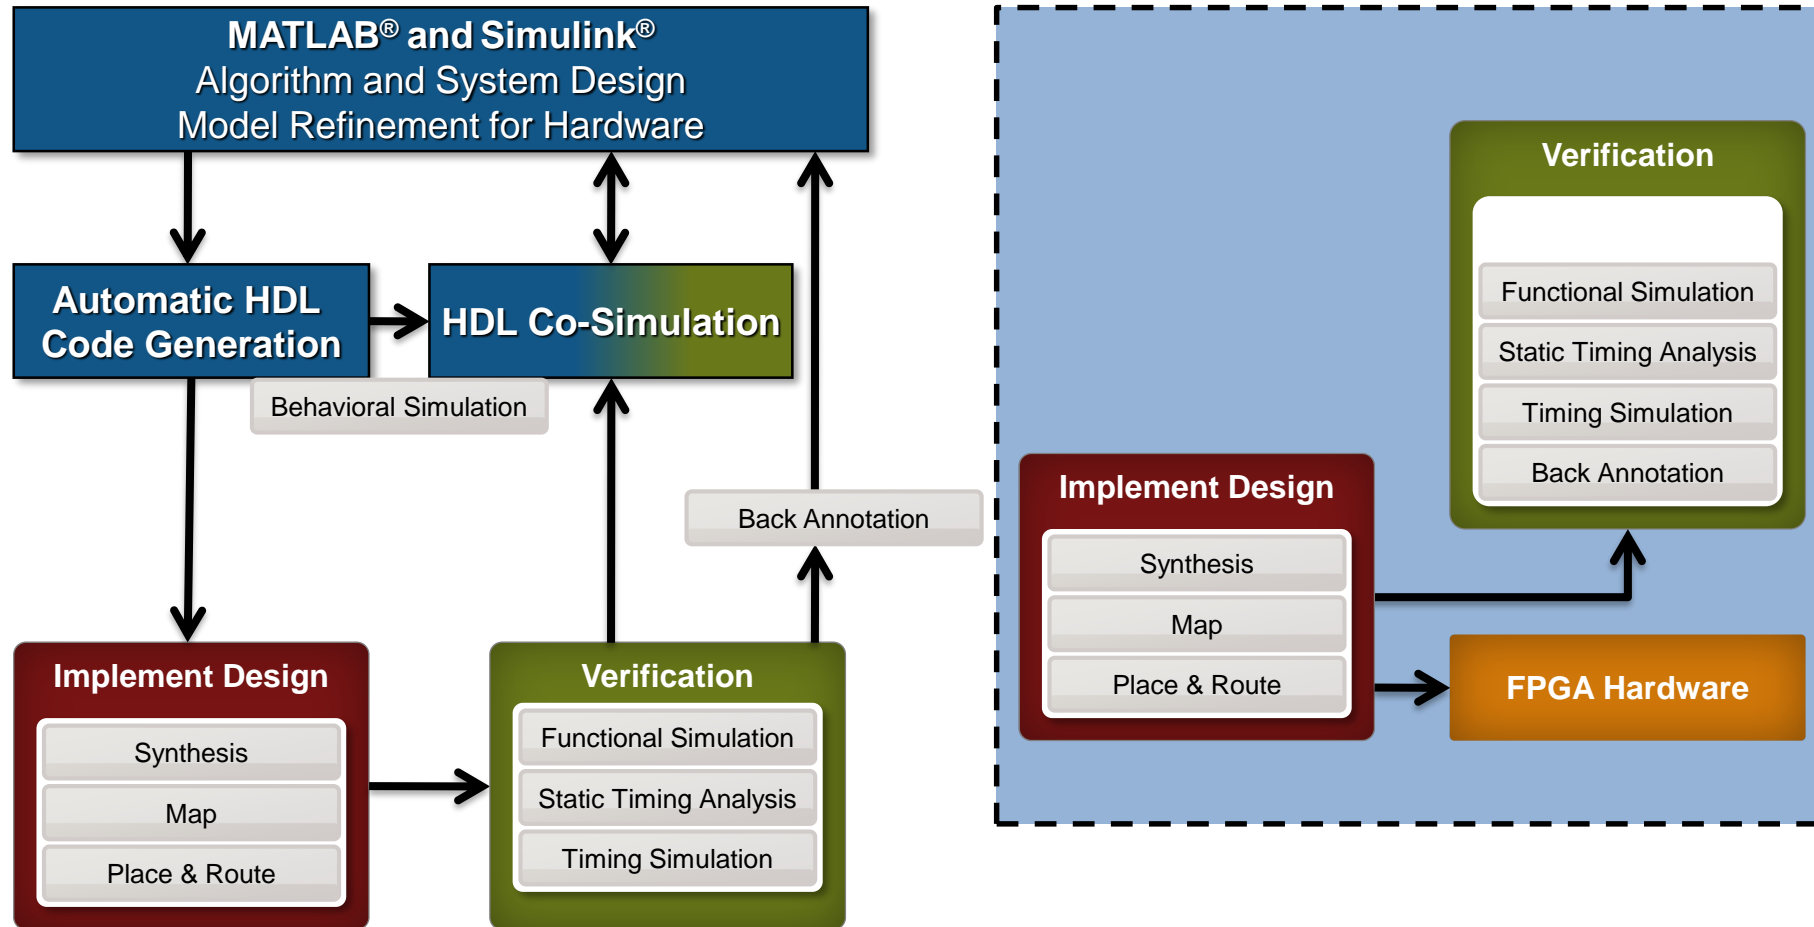 MATLAB® and Simulink®
Algorithm and System Design
Model Refinement for Hardware
Automatic HDL
Code Generation
HDL Co-Simulation
Behavioral Simulation
Back Annotation
Implement Design
Synthesis
Map
Place & Route
Verification
Functional Simulation
Static Timing Analysis
Timing Simulation
Verification
Functional Simulation
Static Timing Analysis
Timing Simulation
Back Annotation
Implement Design
Synthesis
Map
Place & Route
FPGA Hardware